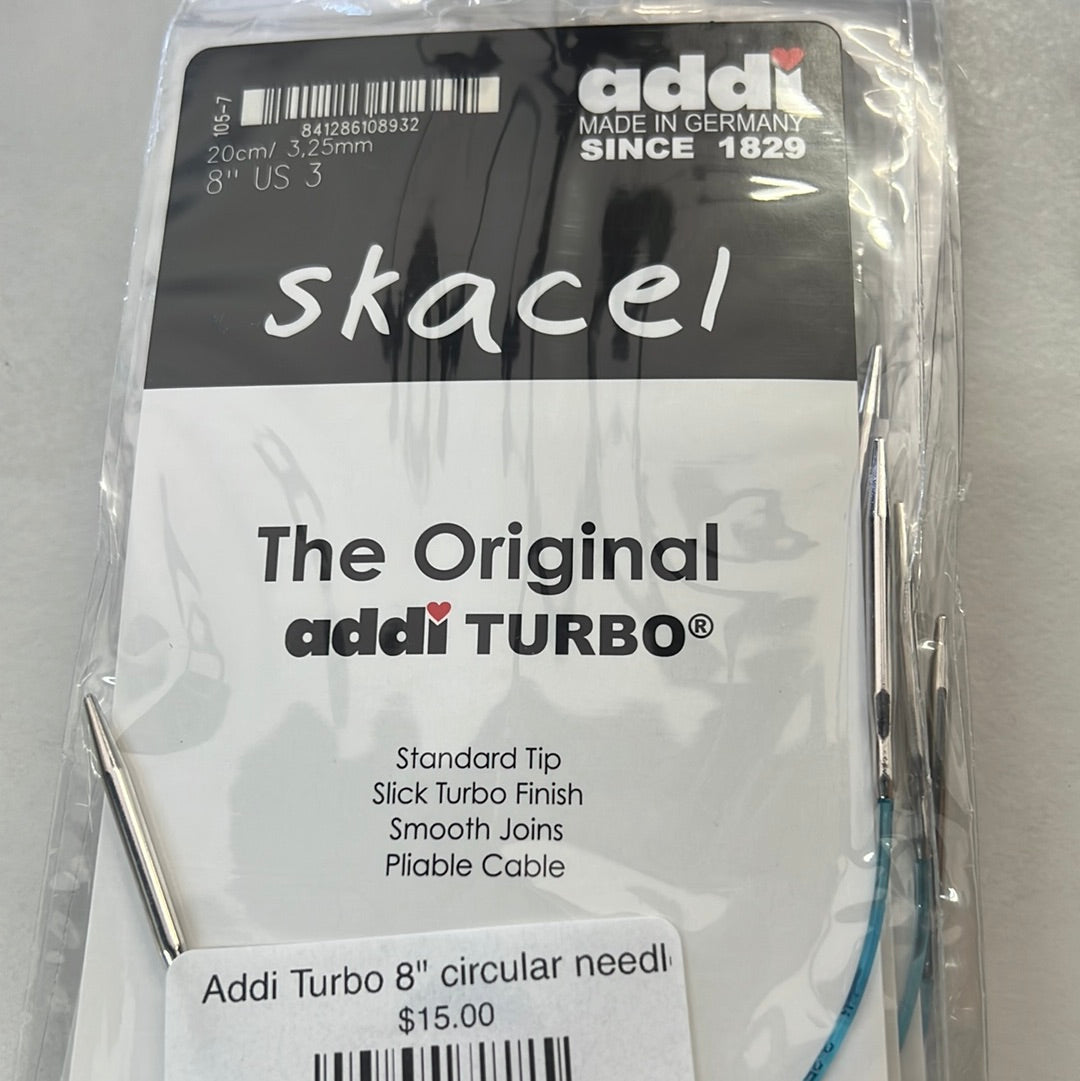 105-7
841286108932
20cm/ 3,25mm
8" US 3
addi
MADE IN GERMANY
SINCE 1829
skacel
The Original
addi TURBO®
Standard Tip
Slick Turbo Finish
Smooth Joins
Pliable Cable
Addi Turbo 8" circular needl
$15.00